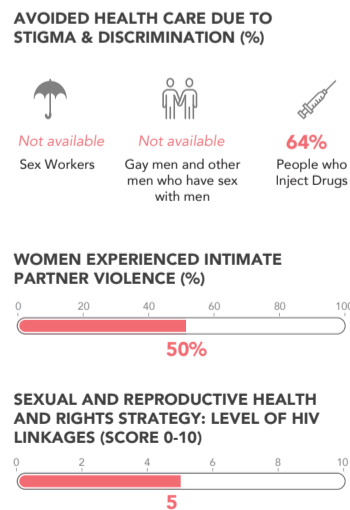 AVOIDED HEALTH CARE DUE TO
STIGMA & DISCRIMINATION (%)
Not available
Not available
64%
Sex Workers
Gay men and other
men who have sex
with men
People who
Inject Drugs
WOMEN EXPERIENCED INTIMATE
PARTNER VIOLENCE (%)
0 20 40 60 80 100
50%
SEXUAL AND REPRODUCTIVE HEALTH
AND RIGHTS STRATEGY: LEVEL OF HIV
LINKAGES (SCORE 0-10)
0 2 4 6 8 10
5